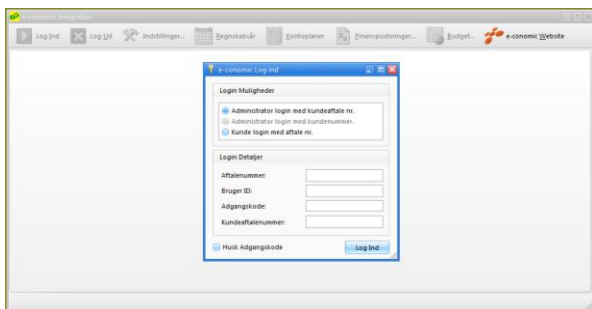 e-conomic Integration
Log Ind Log Ud Indstillinger... Regnskabsår Kontoplaner Finansposteringer... Budget... e-conomic Website
e-conomic Log ind
Login Muligheder
Administrator login med kundeaftale nr.
Administrator login med kundenummer.
Kunde login med aftale nr.
Login Detaljer
Aftalenummer:
Bruger ID:
Adgangskode:
Kundeaftalenummer:
Husk Adgangskode
Log Ind